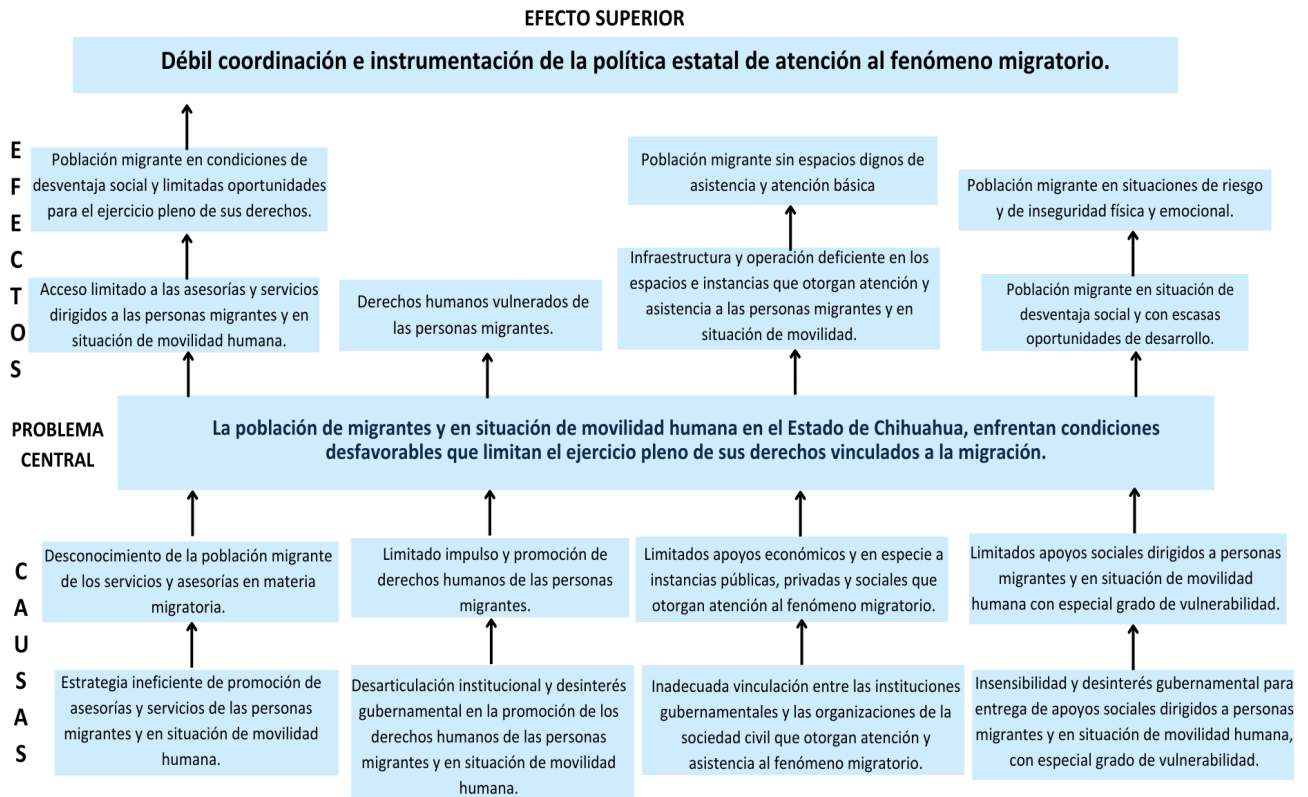 EFECTO SUPERIOR
Débil coordinación e instrumentación de la política estatal de atención al fenómeno migratorio.
EFECTOS
Población migrante en condiciones de
desventaja social y limitadas oportunidades
para el ejercicio pleno de sus derechos.
Población migrante sin espacios dignos de
asistencia y atención básica
Población migrante en situaciones de riesgo
y de inseguridad física y emocional.
Acceso limitado a las asesorías y servicios
dirigidos a las personas migrantes y en
situación de movilidad humana.
Derechos humanos vulnerados de
las personas migrantes.
Infraestructura y operación deficiente en los
espacios e instancias que otorgan atención y
asistencia a las personas migrantes y en
situación de movilidad.
Población migrante en situación de
desventaja social y con escasas
oportunidades de desarrollo.
PROBLEMA
CENTRAL
La población de migrantes y en situación de movilidad humana en el Estado de Chihuahua, enfrentan condiciones
desfavorables que limitan el ejercicio pleno de sus derechos vinculados a la migración.
CAUSAS
Desconocimiento de la población migrante
de los servicios y asesorías en materia
migratoria.
Limitado impulso y promoción de
derechos humanos de las personas
migrantes.
Limitados apoyos económicos y en especie a
instancias públicas, privadas y sociales que
otorgan atención al fenómeno migratorio.
Limitados apoyos sociales dirigidos a personas
migrantes y en situación de movilidad
humana con especial grado de vulnerabilidad.
Estrategia ineficiente de promoción de
asesorías y servicios de las personas
migrantes y en situación de movilidad
humana.
Desarticulación institucional y desinterés
gubernamental en la promoción de los
derechos humanos de las personas
migrantes y en situación de movilidad
humana.
Inadecuada vinculación entre las instituciones
gubernamentales y las organizaciones de la
sociedad civil que otorgan atención y
asistencia al fenómeno migratorio.
Insensibilidad y desinterés gubernamental para
entrega de apoyos sociales dirigidos a personas
migrantes y en situación de movilidad humana,
con especial grado de vulnerabilidad.